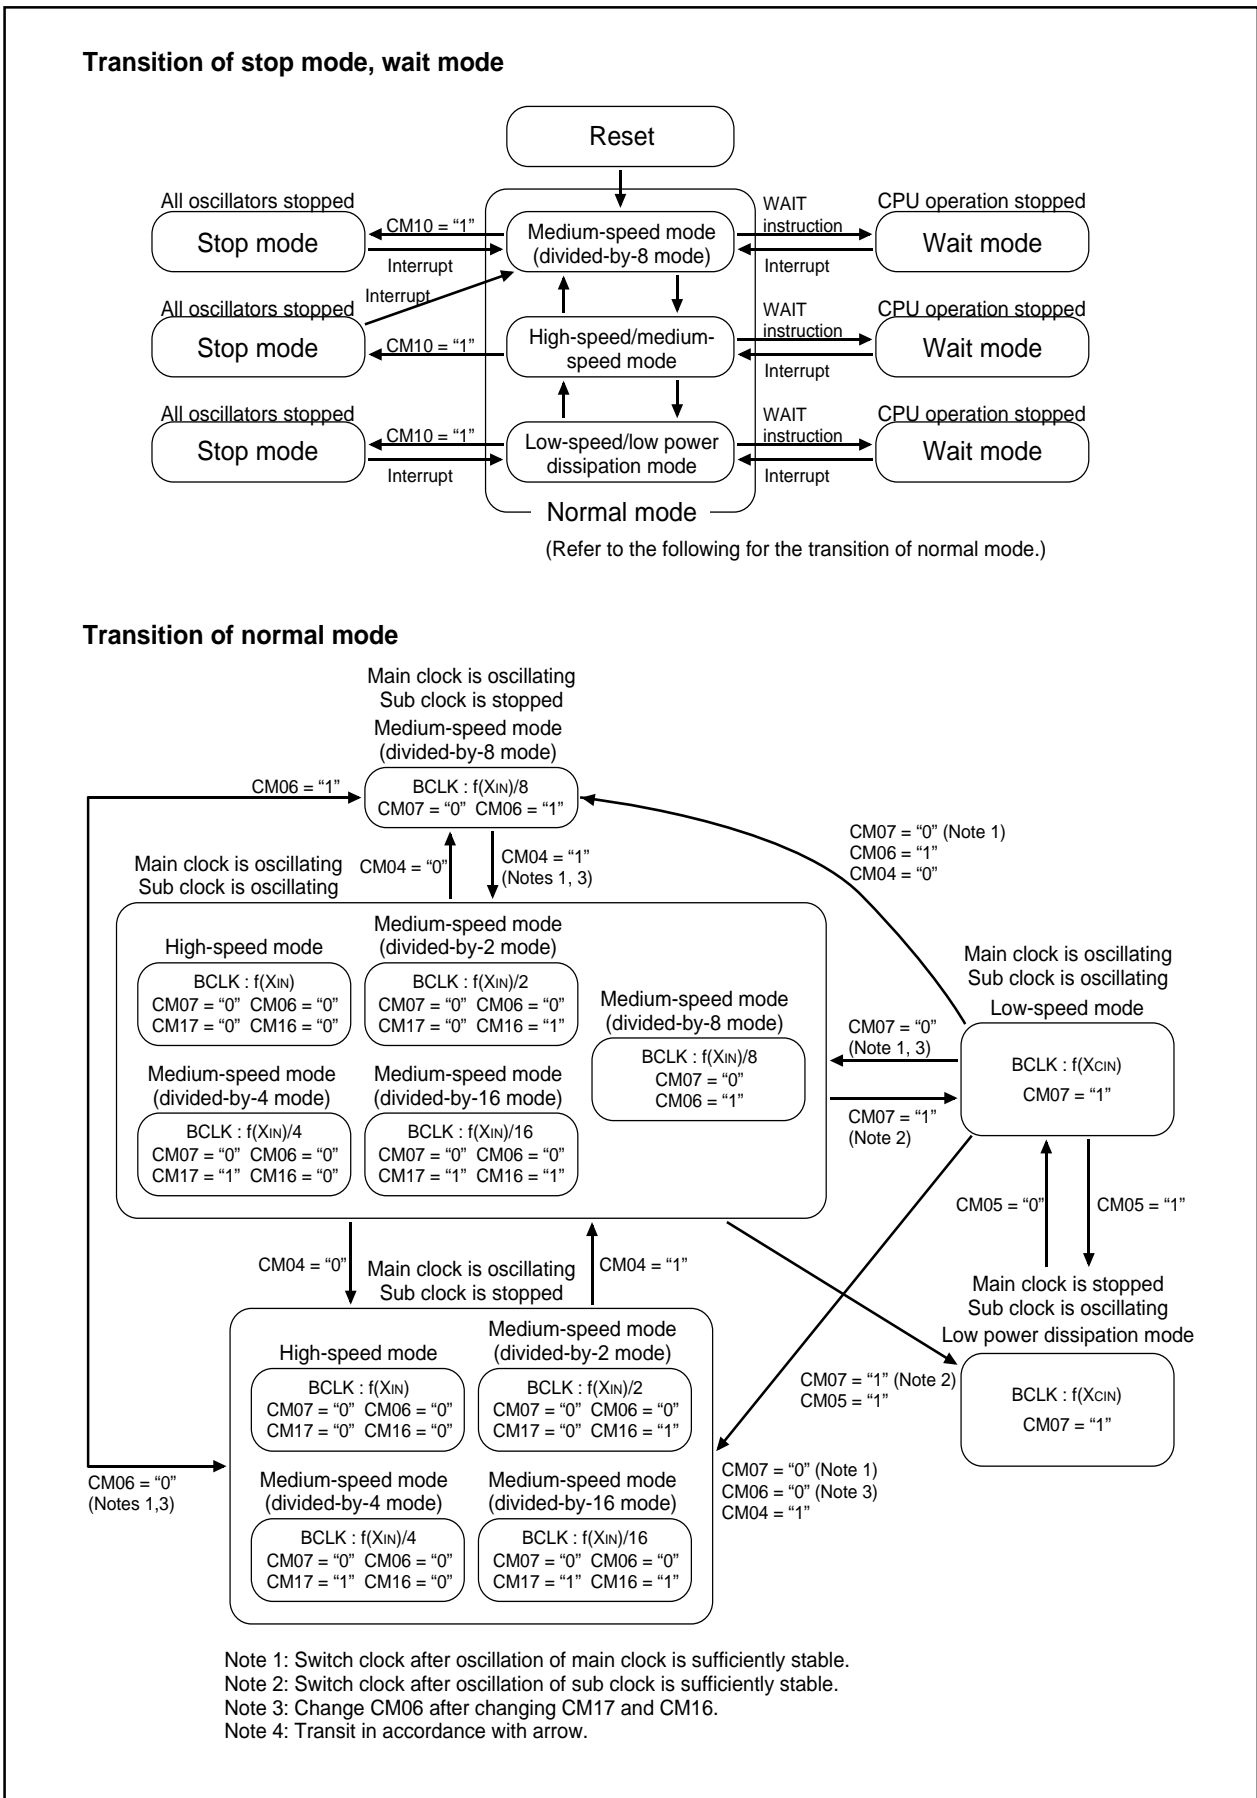 Transition of stop mode, wait mode
Reset
All oscillators stopped
Stop mode
CM10 = “1”
Interrupt
Medium-speed mode
(divided-by-8 mode)
WAIT
instruction
Interrupt
CPU operation stopped
Wait mode
Interrupt
All oscillators stopped
Stop mode
CM10 = “1”
High-speed/medium-
speed mode
WAIT
instruction
Interrupt
CPU operation stopped
Wait mode
All oscillators stopped
Stop mode
CM10 = “1”
Interrupt
Low-speed/low power
dissipation mode
WAIT
instruction
Interrupt
CPU operation stopped
Wait mode
Normal mode
(Refer to the following for the transition of normal mode.)
Transition of normal mode
Main clock is oscillating
Sub clock is stopped
Medium-speed mode
(divided-by-8 mode)
CM06 = “1”
BCLK : f(XIN)/8
CM07 = “0” CM06 = “1”
CM07 = “0” (Note 1)
CM06 = “1”
CM04 = “0”
Main clock is oscillating
Sub clock is oscillating
CM04 = “0”
CM04 = “1”
(Notes 1, 3)
High-speed mode
BCLK : f(XIN)
CM07 = “0” CM06 = “0”
CM17 = “0” CM16 = “0”
Medium-speed mode
(divided-by-2 mode)
BCLK : f(XIN)/2
CM07 = “0” CM06 = “0”
CM17 = “0” CM16 = “1”
Medium-speed mode
(divided-by-8 mode)
BCLK : f(XIN)/8
CM07 = “0”
CM06 = “1”
Medium-speed mode
(divided-by-4 mode)
BCLK : f(XIN)/4
CM07 = “0” CM06 = “0”
CM17 = “1” CM16 = “0”
Medium-speed mode
(divided-by-16 mode)
BCLK : f(XIN)/16
CM07 = “0” CM06 = “0”
CM17 = “1” CM16 = “1”
CM07 = “0”
(Note 1, 3)
CM07 = “1”
(Note 2)
Main clock is oscillating
Sub clock is oscillating
Low-speed mode
BCLK : f(XCIN)
CM07 = “1”
CM05 = “0”
CM05 = “1”
CM04 = “0”
Main clock is oscillating
Sub clock is stopped
CM04 = “1”
Main clock is stopped
Sub clock is oscillating
Low power dissipation mode
BCLK : f(XCIN)
CM07 = “1”
CM07 = “1” (Note 2)
CM05 = “1”
High-speed mode
BCLK : f(XIN)
CM07 = “0” CM06 = “0”
CM17 = “0” CM16 = “0”
Medium-speed mode
(divided-by-2 mode)
BCLK : f(XIN)/2
CM07 = “0” CM06 = “0”
CM17 = “0” CM16 = “1”
CM06 = “0”
(Notes 1,3)
Medium-speed mode
(divided-by-4 mode)
BCLK : f(XIN)/4
CM07 = “0” CM06 = “0”
CM17 = “1” CM16 = “0”
Medium-speed mode
(divided-by-16 mode)
BCLK : f(XIN)/16
CM07 = “0” CM06 = “0”
CM17 = “1” CM16 = “1”
CM07 = “0” (Note 1)
CM06 = “0” (Note 3)
CM04 = “1”
Note 1: Switch clock after oscillation of main clock is sufficiently stable.
Note 2: Switch clock after oscillation of sub clock is sufficiently stable.
Note 3: Change CM06 after changing CM17 and CM16.
Note 4: Transit in accordance with arrow.